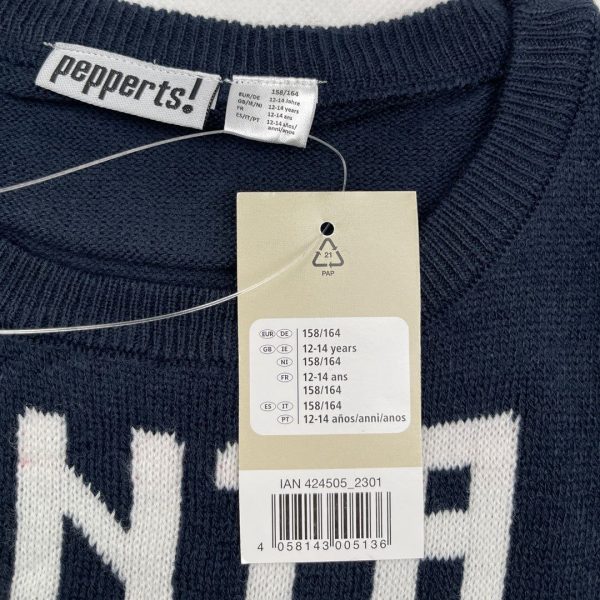 pepperts!
158/164
EUR/DE 12-14 Jahre
GB/IE/NI 12-14 years
FR 12-14 ans
ES/IT/PT 12-14 años/
anni/anos
21
PAP
EUR DE 158/164
GB IE 12-14 years
NI 158/164
FR 12-14 ans
158/164
ES IT 158/164
PT 12-14 años/anni/anos
IAN 424505_2301
4 058143 005136
NTA